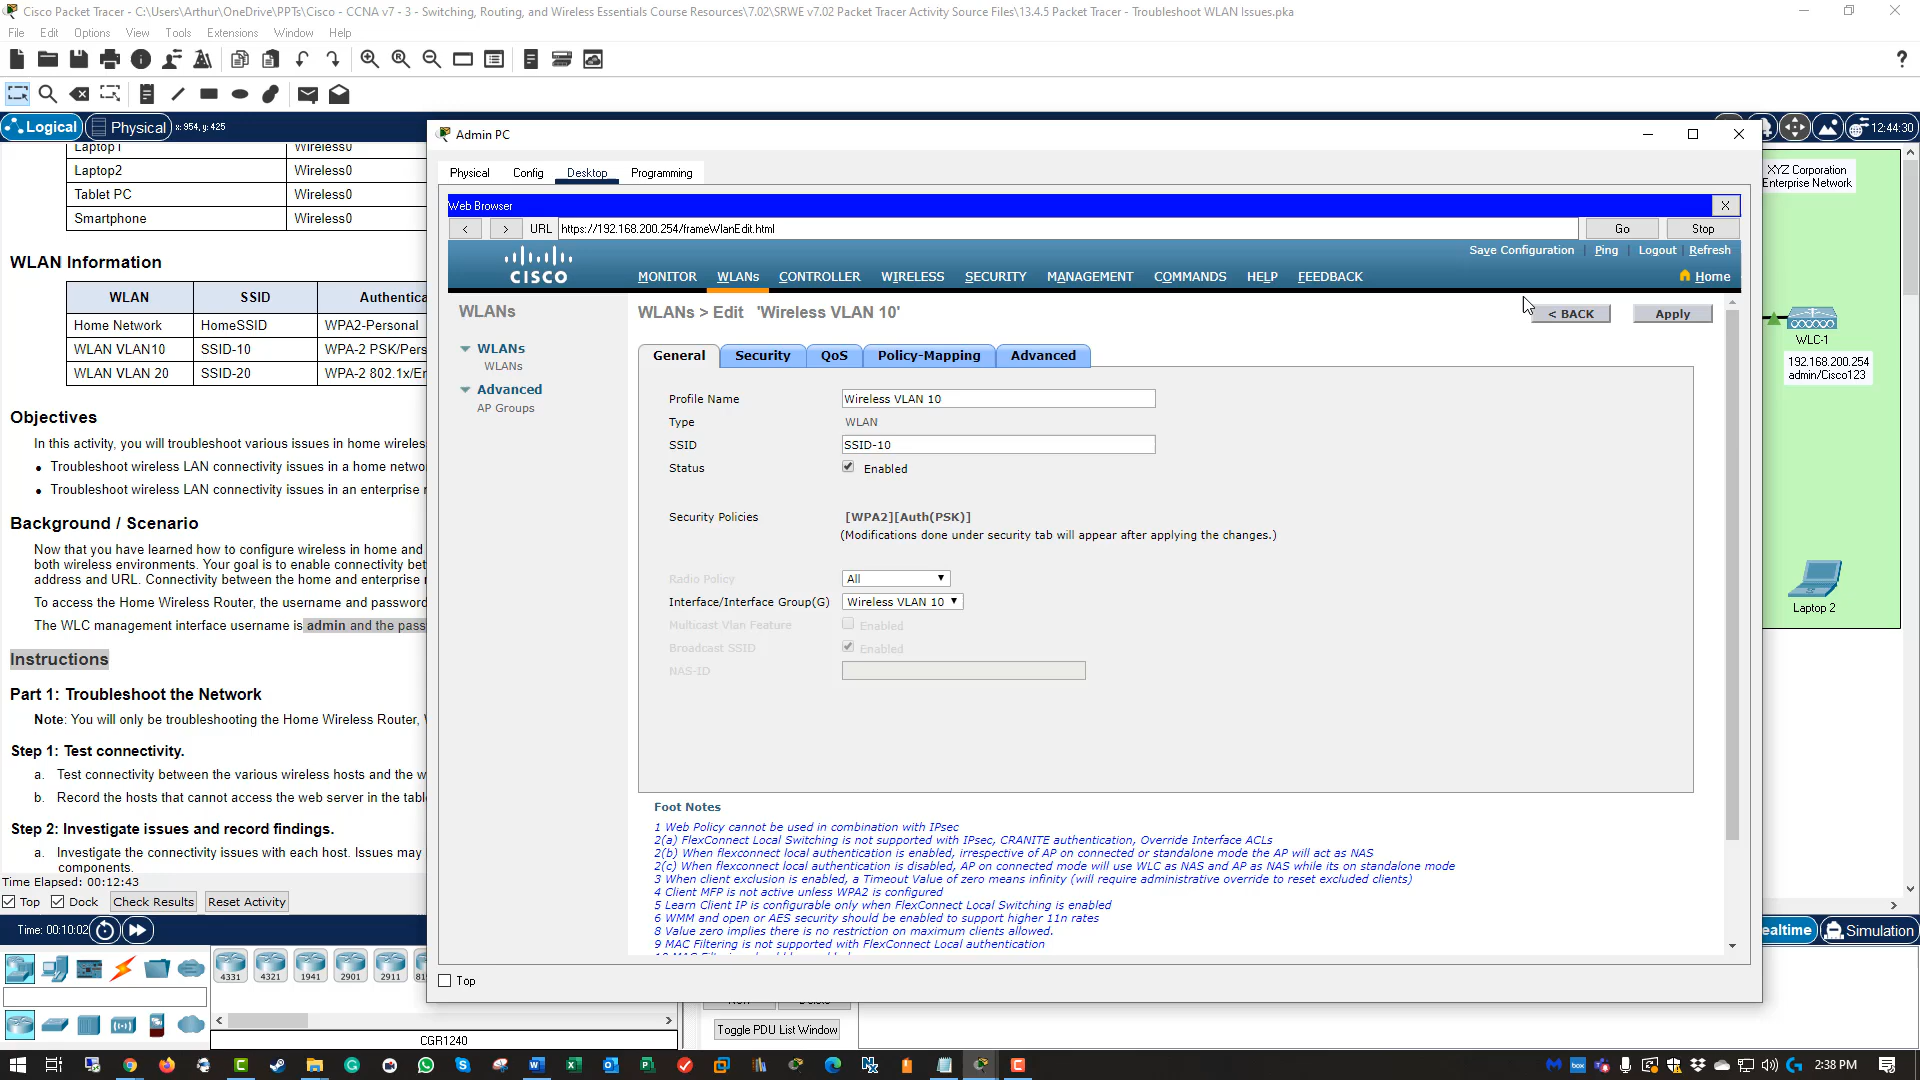 Cisco Packet Tracer - C:\Users\Arthur\OneDrive\PPTs\Cisco - CCNA v7 - 3 - Switching, Routing, and Wireless Essentials Course Resources\7.02\SRWE v7.02 Packet Tracer Activity Source Files\13.4.5 Packet Tracer - Troubleshoot WLAN Issues.pka
File Edit Options View Tools Extensions Window Help
?
Logical Physical x: 954, y: 425
12:44:30
Laptop1 Wireless0
Laptop2 Wireless0
Tablet PC Wireless0
Smartphone Wireless0
WLAN Information
WLAN SSID Authentica
Home Network HomeSSID WPA2-Personal
WLAN VLAN10 SSID-10 WPA-2 PSK/Pers
WLAN VLAN 20 SSID-20 WPA-2 802.1x/E
Objectives
In this activity, you will troubleshoot various issues in home wireles
Troubleshoot wireless LAN connectivity issues in a home netwo
Troubleshoot wireless LAN connectivity issues in an enterprise
Background / Scenario
Now that you have learned how to configure wireless in home and
both wireless environments. Your goal is to enable connectivity bet
address and URL. Connectivity between the home and enterprise
To access the Home Wireless Router, the username and password
The WLC management interface username is admin and the pass
Instructions
Part 1: Troubleshoot the Network
Note: You will only be troubleshooting the Home Wireless Router,
Step 1: Test connectivity.
a. Test connectivity between the various wireless hosts and the w
b. Record the hosts that cannot access the web server in the tabl
Step 2: Investigate issues and record findings.
a. Investigate the connectivity issues with each host. Issues may
components.
Time Elapsed: 00:12:43
Top Dock Check Results Reset Activity
Time: 00:10:02
4331 4321 1941 2901 2911
CGR1240
Admin PC
Physical Config Desktop Programming
Web Browser X
< > URL https://192.168.200.254/frameWlanEdit.html Go Stop
Save Configuration | Ping | Logout | Refresh
CISCO
MONITOR WLANs CONTROLLER WIRELESS SECURITY MANAGEMENT COMMANDS HELP FEEDBACK Home
WLANs
WLANs
WLANs
Advanced
AP Groups
WLANs > Edit 'Wireless VLAN 10'
< BACK Apply
General Security QoS Policy-Mapping Advanced
Profile Name Wireless VLAN 10
Type WLAN
SSID SSID-10
Status Enabled
Security Policies [WPA2][Auth(PSK)]
(Modifications done under security tab will appear after applying the changes.)
Radio Policy All
Interface/Interface Group(G) Wireless VLAN 10
Multicast Vlan Feature Enabled
Broadcast SSID Enabled
NAS-ID
Foot Notes
1 Web Policy cannot be used in combination with IPsec
2(a) FlexConnect Local Switching is not supported with IPsec, CRANITE authentication, Override Interface ACLs
2(b) When flexconnect local authentication is enabled, irrespective of AP on connected or standalone mode the AP will act as NAS
2(c) When flexconnect local authentication is disabled, AP on connected mode will use WLC as NAS and AP as NAS while its on standalone mode
3 When client exclusion is enabled, a Timeout Value of zero means infinity (will require administrative override to reset excluded clients)
4 Client MFP is not active unless WPA2 is configured
5 Learn Client IP is configurable only when FlexConnect Local Switching is enabled
6 WMM and open or AES security should be enabled to support higher 11n rates
8 Value zero implies there is no restriction on maximum clients allowed.
9 MAC Filtering is not supported with FlexConnect Local authentication
Top
Toggle PDU List Window
XYZ Corporation
Enterprise Network
WLC-1
192.168.200.254
admin/Cisco123
Laptop 2
ealtime Simulation
2:38 PM